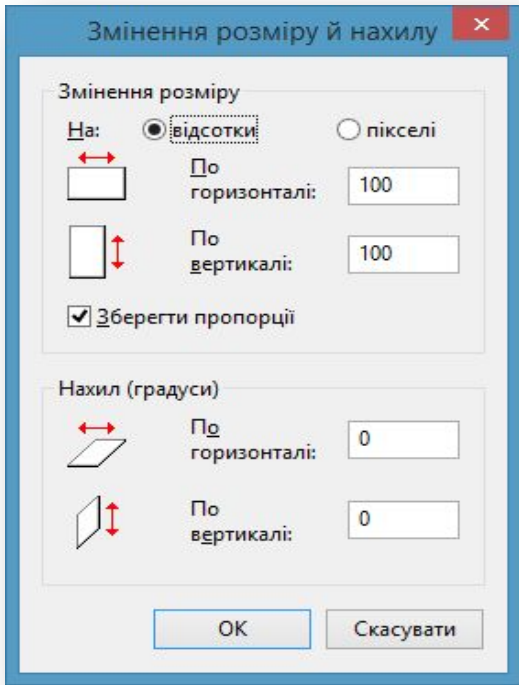 Змінення розміру й нахилу
Змінення розміру
На: відсотки пікселі
По
горизонталі: 100
По
вертикалі: 100
Зберегти пропорції
Нахил (градуси)
По
горизонталі: 0
По
вертикалі: 0
ОК Скасувати